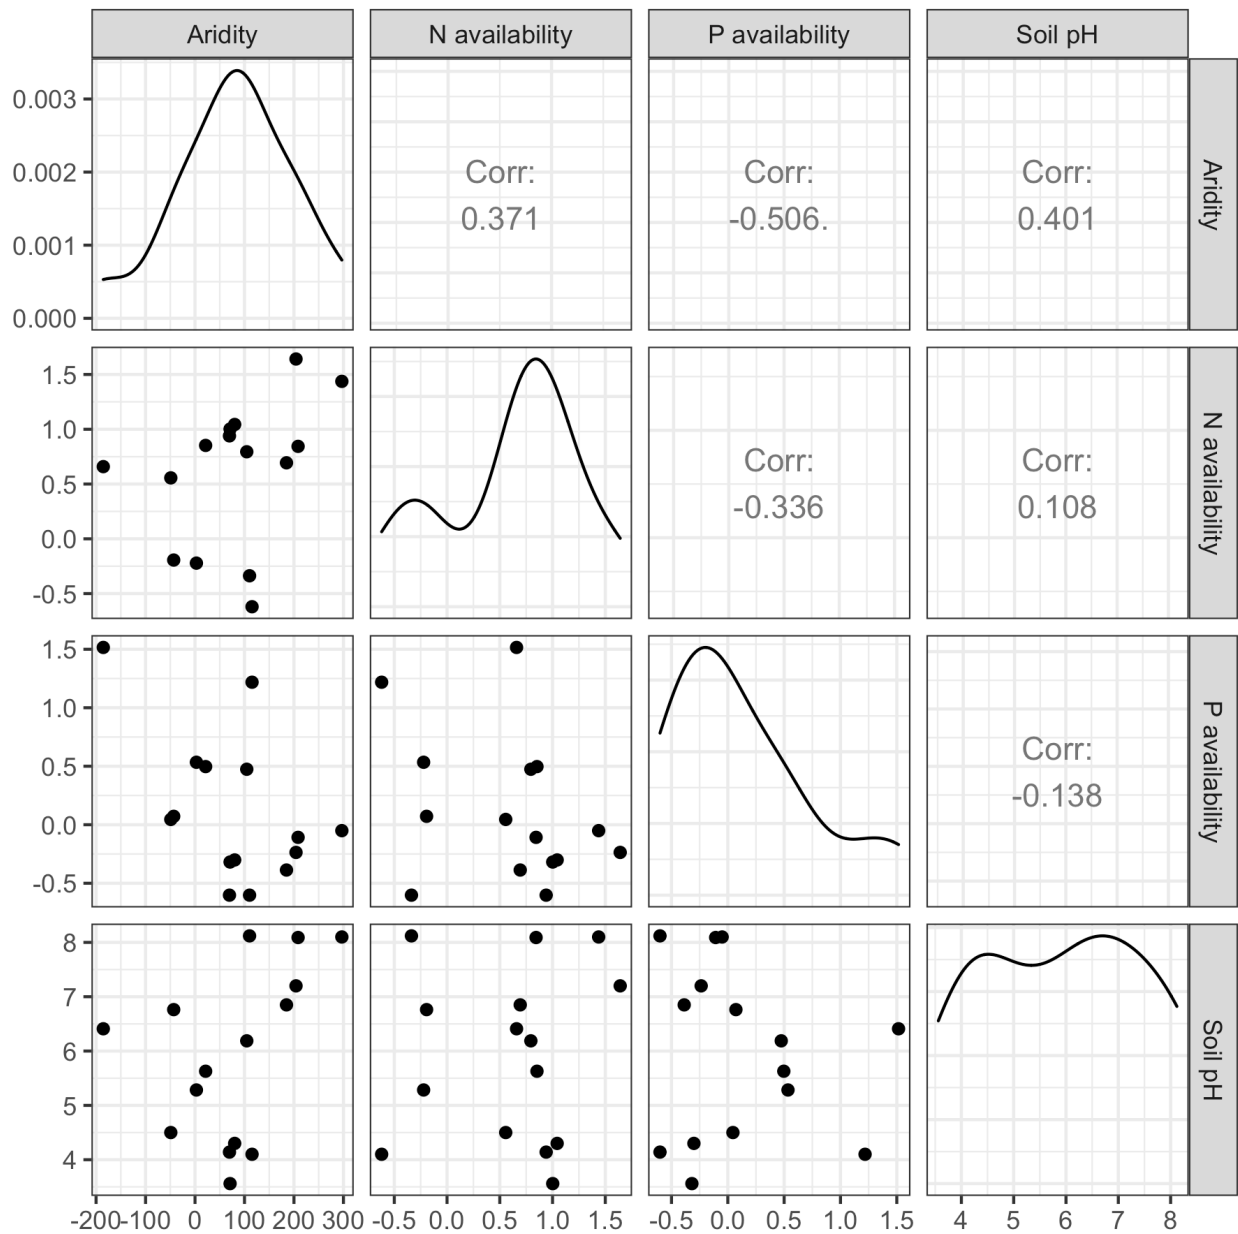 Aridity
N availability
P availability
Soil pH
0.003
0.002
0.001
0.000
Corr:
0.371
Corr:
-0.506.
Corr:
0.401
Aridity
1.5
1.0
0.5
0.0
-0.5
Corr:
-0.336
Corr:
0.108
N availability
1.5
1.0
0.5
0.0
-0.5
Corr:
-0.138
P availability
8
7
6
5
4
Soil pH
-200 -100 0 100 200 300
-0.5 0.0 0.5 1.0 1.5
-0.5 0.0 0.5 1.0 1.5
4 5 6 7 8